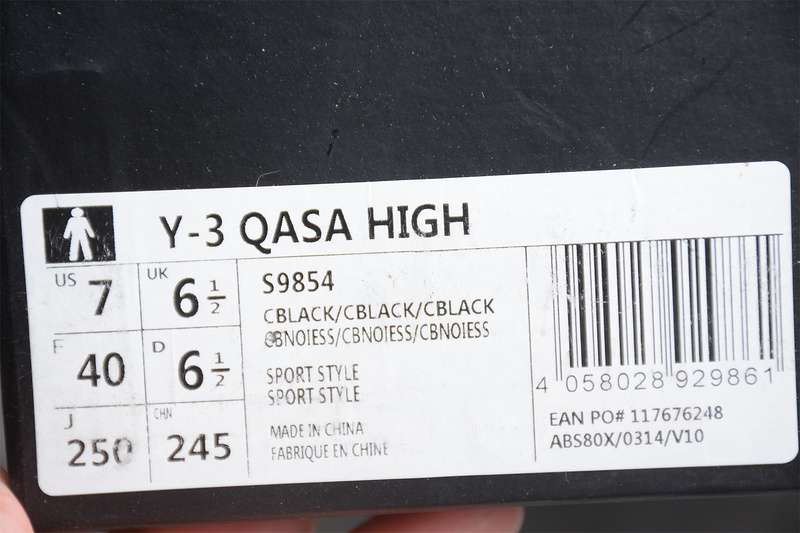 Y-3 QASA HIGH
US 7
UK 6 1/2
F 40
D 6 1/2
J 250
CHN 245
S9854
CBLACK/CBLACK/CBLACK
CBNOIESS/CBNOIESS/CBNOIESS
SPORT STYLE
SPORT STYLE
MADE IN CHINA
FABRIQUE EN CHINE
4 058028 929861
EAN PO# 117676248
ABS80X/0314/V10